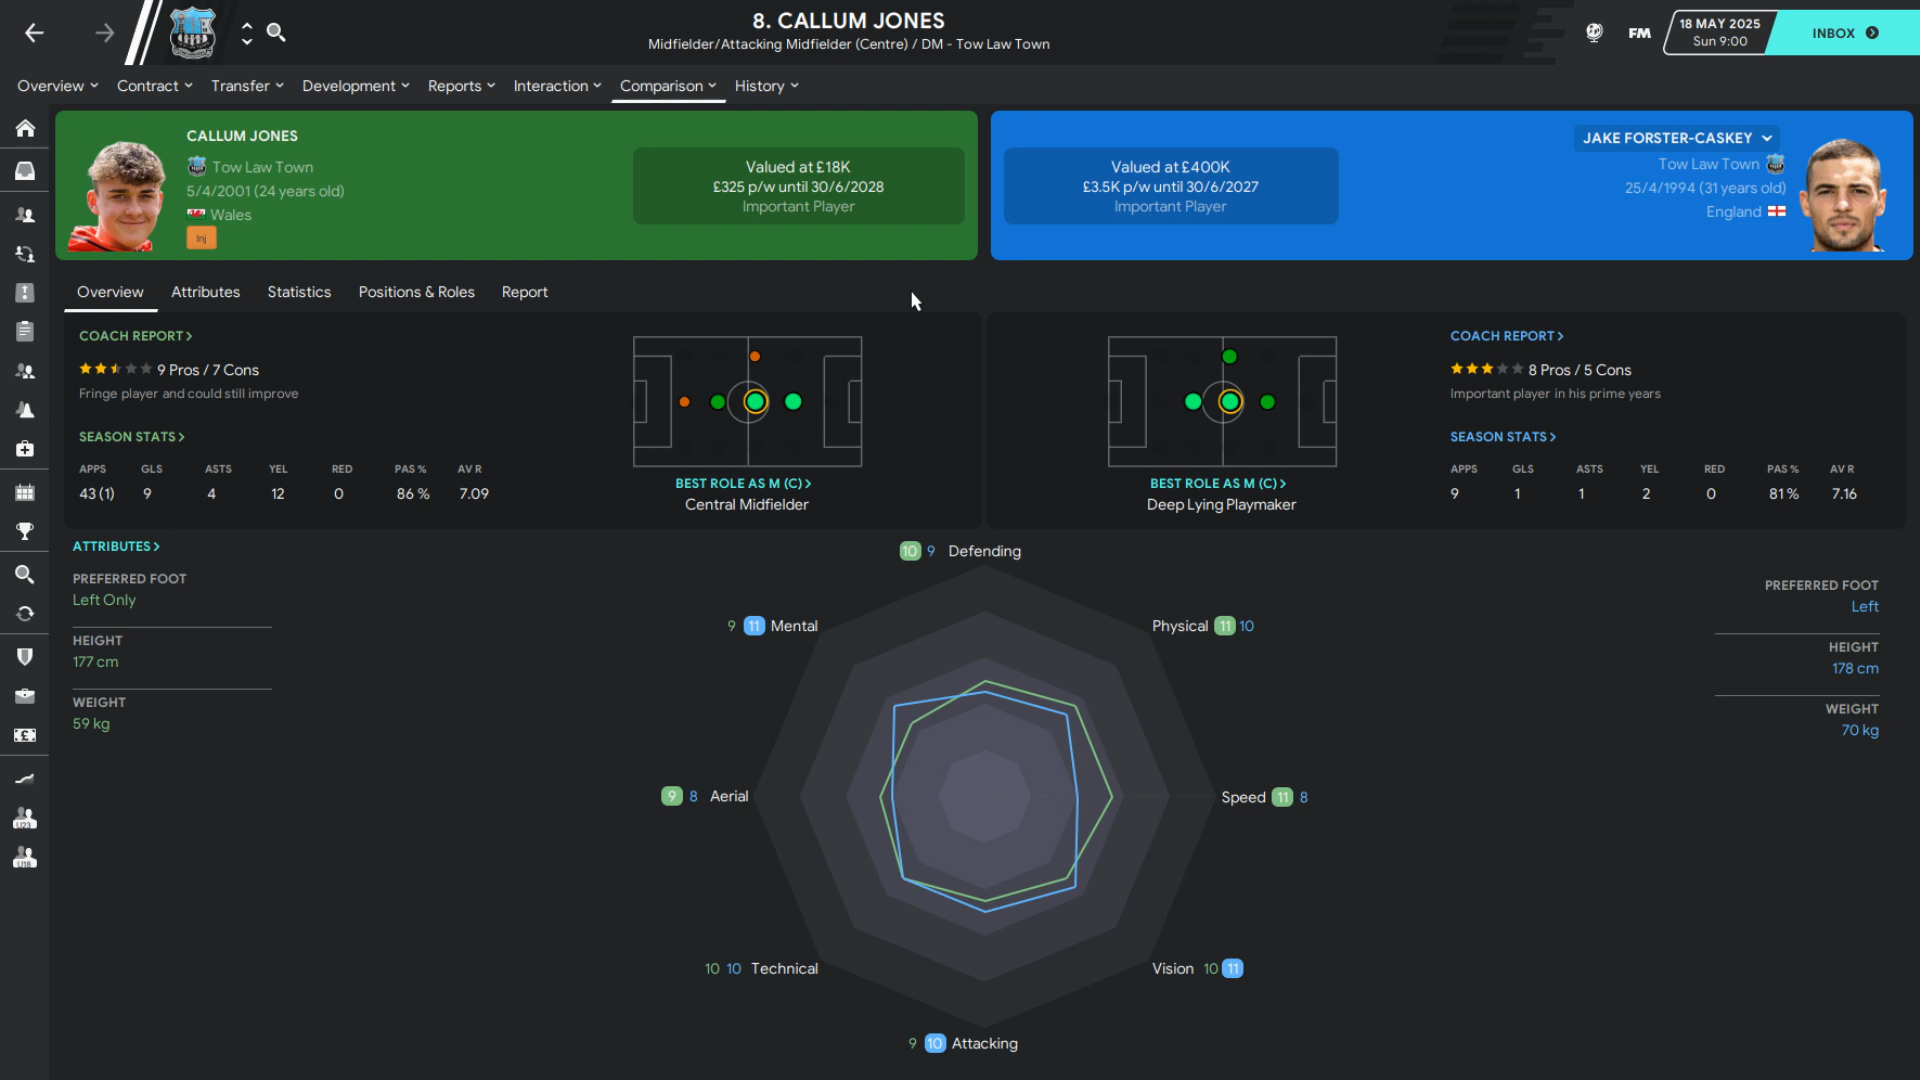 8. CALLUM JONES
Midfielder/Attacking Midfielder (Centre) / DM - Tow Law Town
FM
18 MAY 2025
Sun 9:00
INBOX
Overview
Contract
Transfer
Development
Reports
Interaction
Comparison
History
CALLUM JONES
Tow Law Town
5/4/2001 (24 years old)
Wales
Inj
Valued at £18K
£325 p/w until 30/6/2028
Important Player
Valued at £400K
£3.5K p/w until 30/6/2027
Important Player
JAKE FORSTER-CASKEY
Tow Law Town
25/4/1994 (31 years old)
England
Overview
Attributes
Statistics
Positions & Roles
Report
COACH REPORT >
9 Pros / 7 Cons
Fringe player and could still improve
SEASON STATS >
APPS GLS ASTS YEL RED PAS % AV R
43 (1) 9 4 12 0 86 % 7.09
BEST ROLE AS M (C) >
Central Midfielder
BEST ROLE AS M (C) >
Deep Lying Playmaker
COACH REPORT >
8 Pros / 5 Cons
Important player in his prime years
SEASON STATS >
APPS GLS ASTS YEL RED PAS % AV R
9 1 1 2 0 81 % 7.16
ATTRIBUTES >
PREFERRED FOOT
Left Only
HEIGHT
177 cm
WEIGHT
59 kg
10 9 Defending
9 11 Mental
Physical 11 10
9 8 Aerial
Speed 11 8
10 10 Technical
Vision 10 11
9 10 Attacking
PREFERRED FOOT
Left
HEIGHT
178 cm
WEIGHT
70 kg
U23
U18